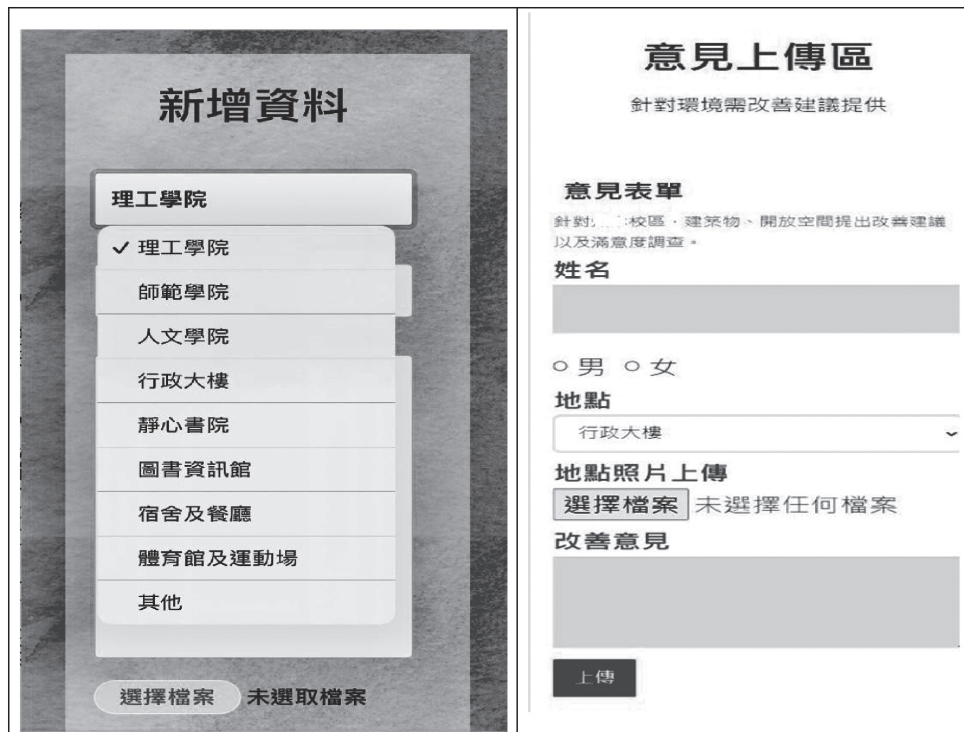 新增資料
理工學院
✓ 理工學院
師範學院
人文學院
行政大樓
靜心書院
圖書資訊館
宿舍及餐廳
體育館及運動場
其他
選擇檔案 未選取檔案
意見上傳區
針對環境需改善建議提供
意見表單
針對 校區、建築物、開放空間提出改善建議
以及滿意度調查。
姓名
○男 ○女
地點
行政大樓
地點照片上傳
選擇檔案 未選擇任何檔案
改善意見
上傳